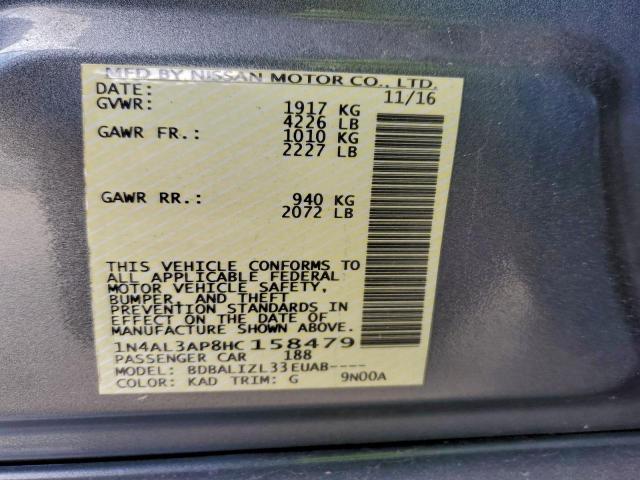 MFD BY NISSAN MOTOR CO., LTD.
DATE: 11/16
GVWR: 1917 KG
4226 LB
GAWR FR.: 1010 KG
2227 LB
GAWR RR.: 940 KG
2072 LB
THIS VEHICLE CONFORMS TO
ALL APPLICABLE FEDERAL
MOTOR VEHICLE SAFETY,
BUMPER, AND THEFT
PREVENTION STANDARDS IN
EFFECT ON THE DATE OF
MANUFACTURE SHOWN ABOVE.
1N4AL3AP8HC 158479
PASSENGER CAR 188
MODEL: BDBALIZL33EUAB----
COLOR: KAD TRIM: G 9N00A